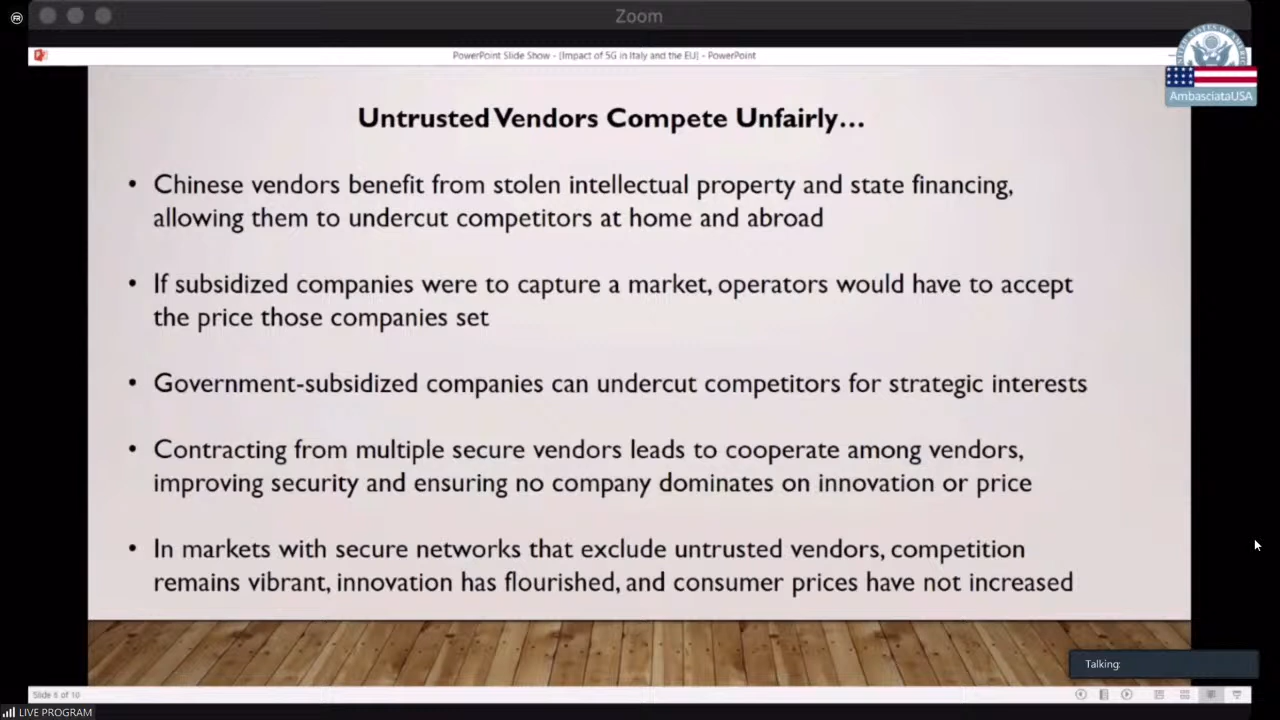 Zoom
PowerPoint Slide Show - [Impact of 5G in Italy and the EU] - PowerPoint
AmbasciataUSA
Untrusted Vendors Compete Unfairly…
• Chinese vendors benefit from stolen intellectual property and state financing,
allowing them to undercut competitors at home and abroad
• If subsidized companies were to capture a market, operators would have to accept
the price those companies set
• Government-subsidized companies can undercut competitors for strategic interests
• Contracting from multiple secure vendors leads to cooperate among vendors,
improving security and ensuring no company dominates on innovation or price
• In markets with secure networks that exclude untrusted vendors, competition
remains vibrant, innovation has flourished, and consumer prices have not increased
Talking:
LIVE PROGRAM